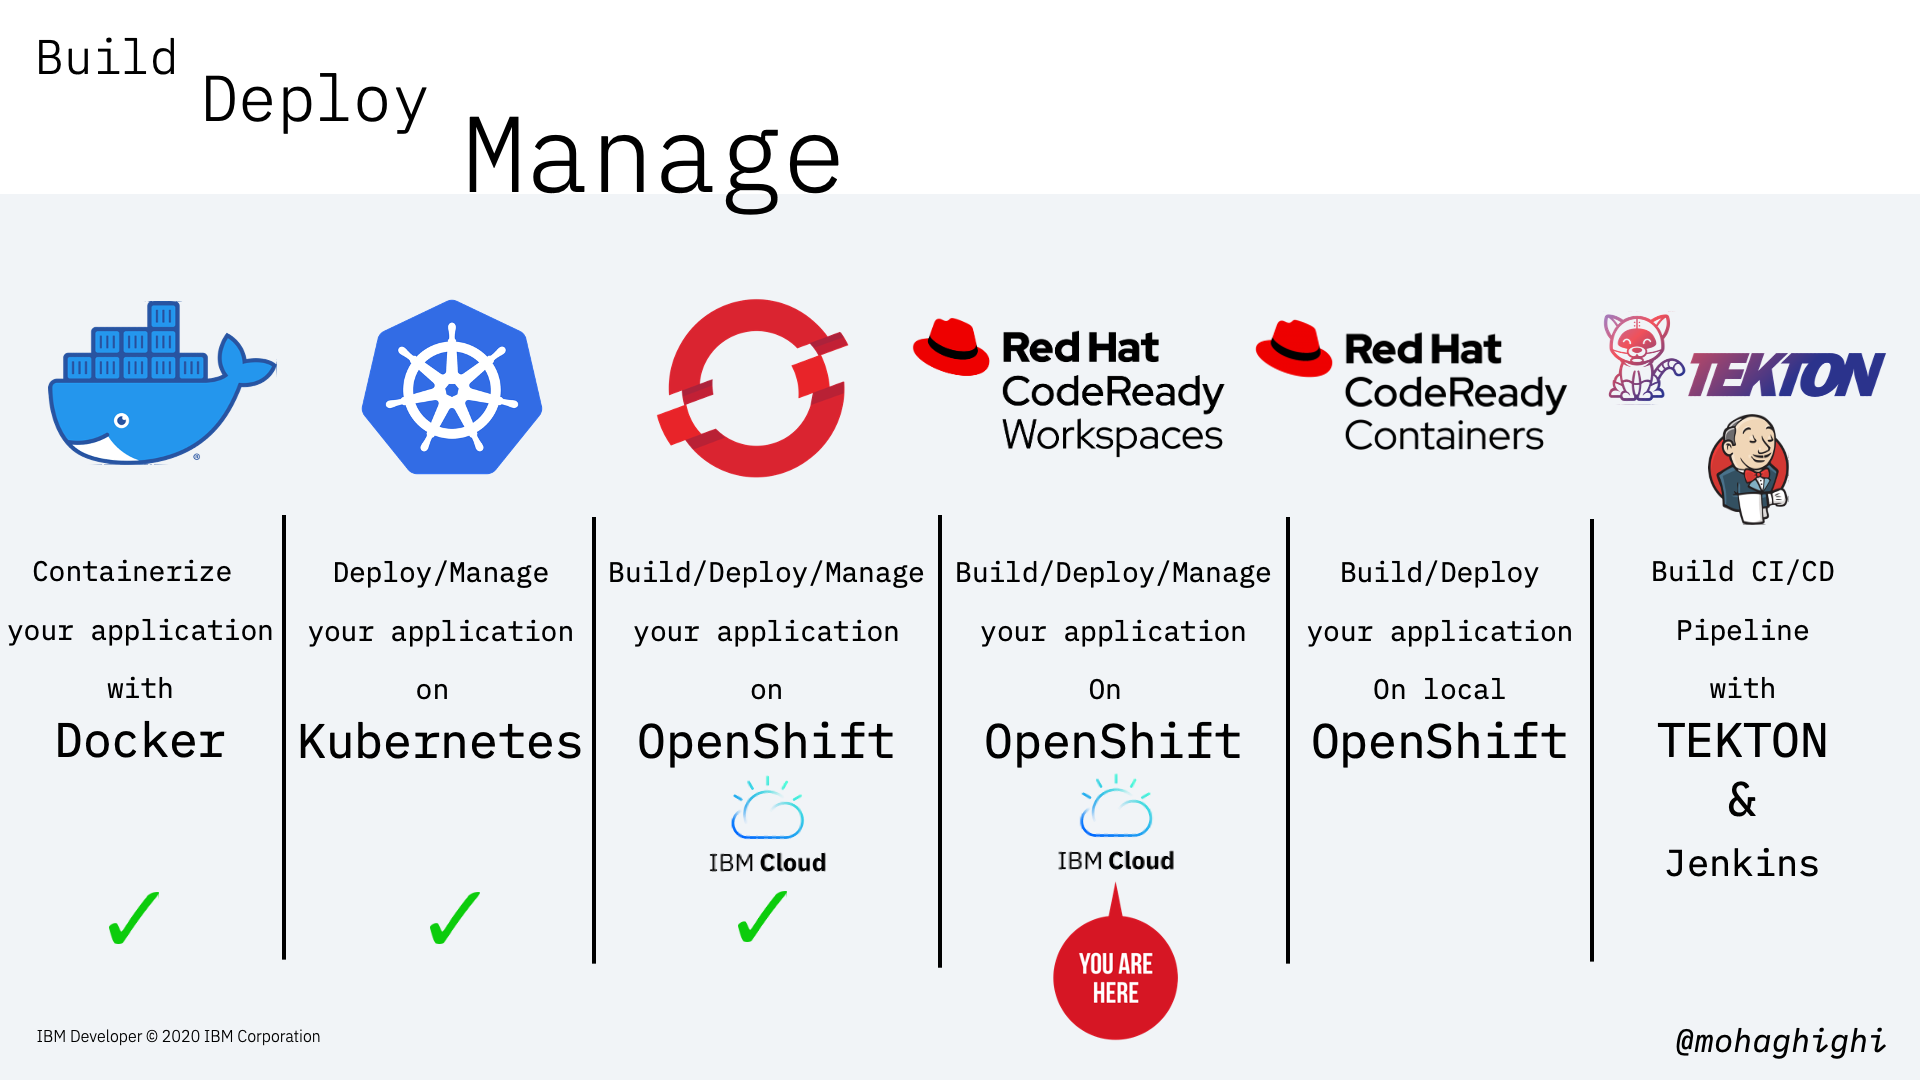 Build
Deploy
Manage
Red Hat
CodeReady
Workspaces
Red Hat
CodeReady
Containers
TEKTON
Containerize
your application
with
Docker
Deploy/Manage
your application
on
Kubernetes
Build/Deploy/Manage
your application
on
OpenShift
IBM Cloud
Build/Deploy/Manage
your application
On
OpenShift
IBM Cloud
YOU ARE
HERE
Build/Deploy
your application
On local
OpenShift
Build CI/CD
Pipeline
with
TEKTON
&
Jenkins
IBM Developer © 2020 IBM Corporation
@mohaghighi